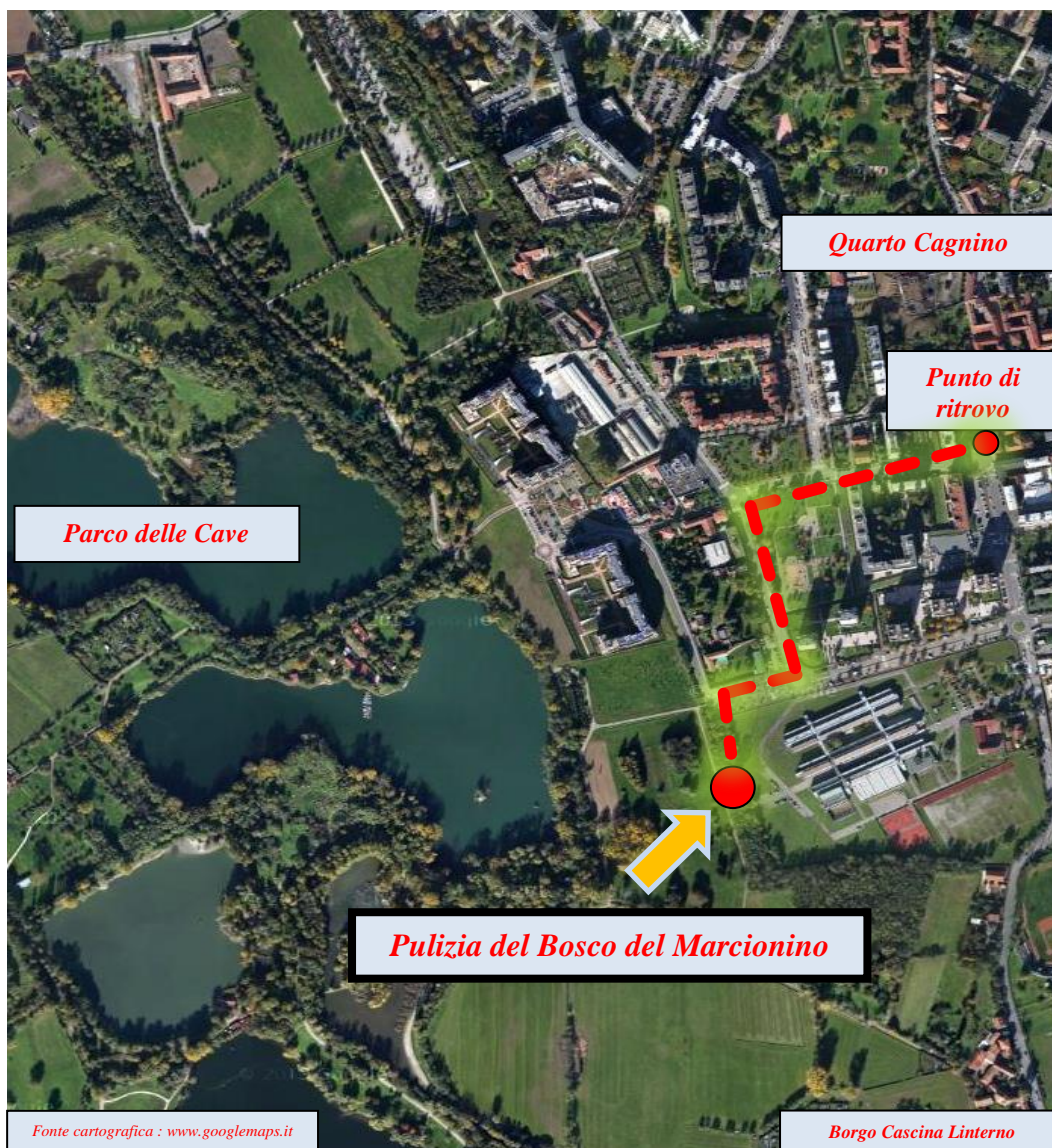 Quarto Cagnino
Punto di
ritrovo
Parco delle Cave
Pulizia del Bosco del Marcionino
Fonte cartografica : www.googlemaps.it
Borgo Cascina Linterno